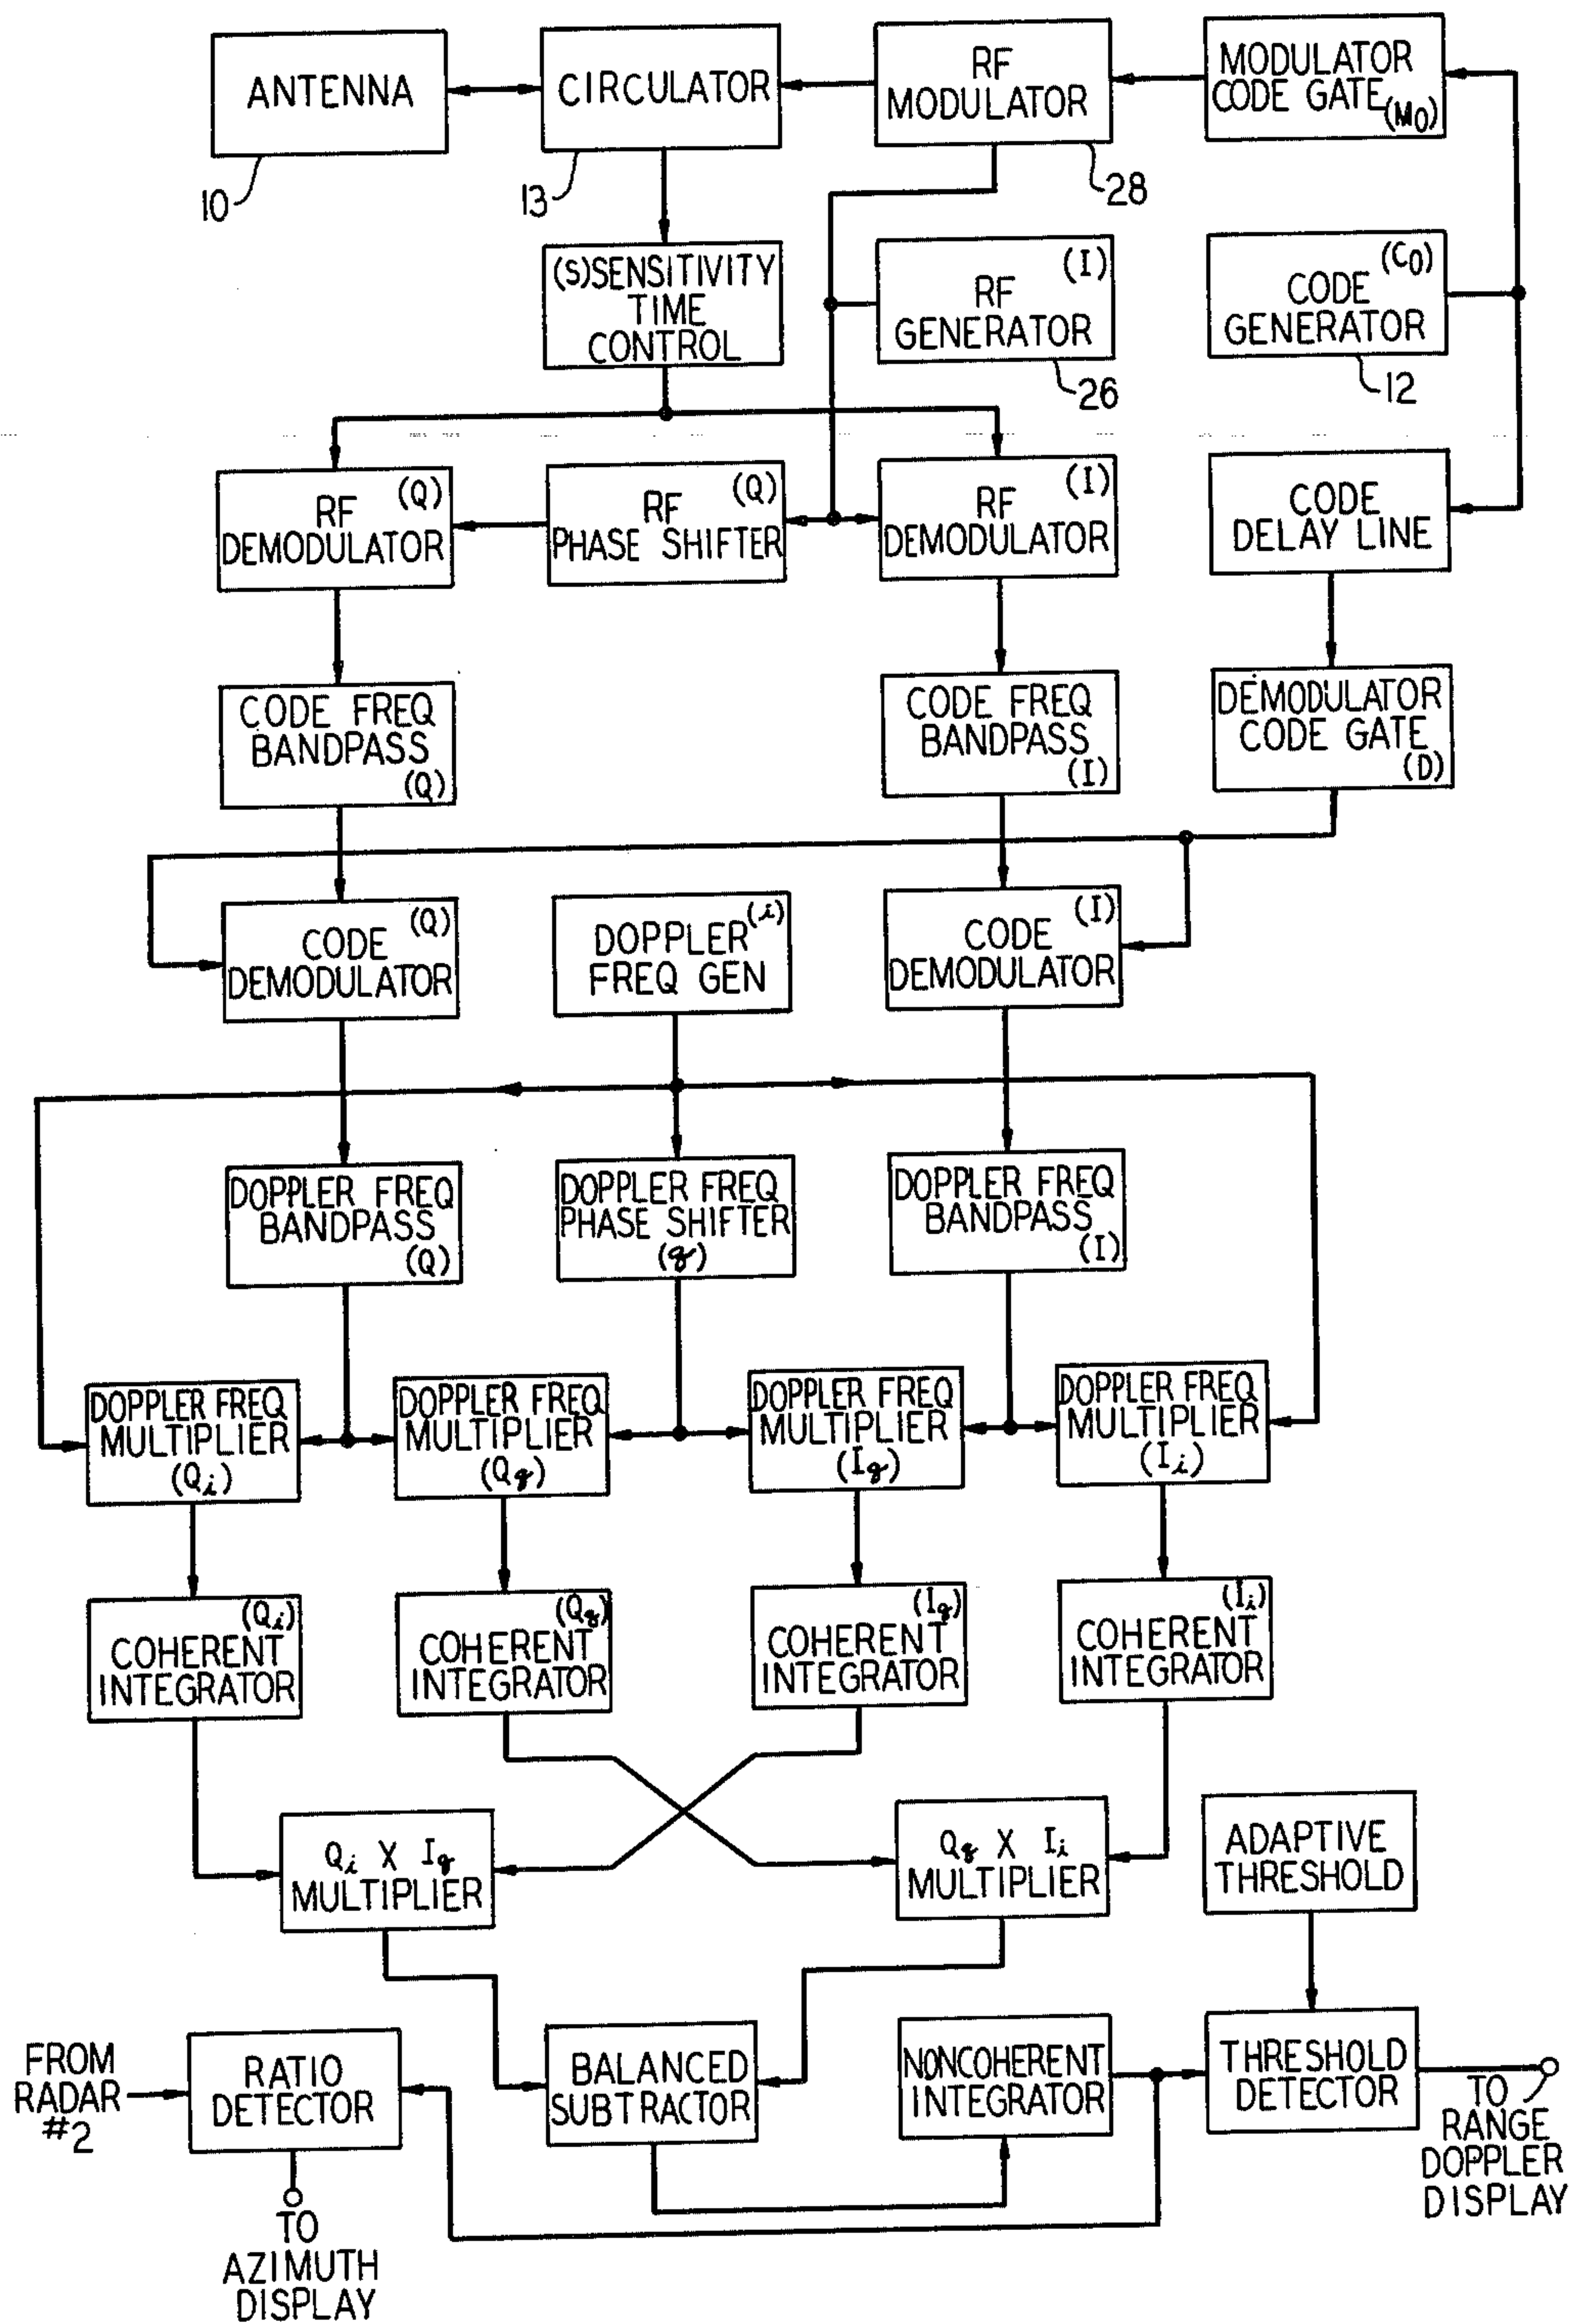 ANTENNA
10
CIRCULATOR
13
RF
MODULATOR
28
MODULATOR
CODE GATE
(M0)
(S)SENSITIVITY
TIME
CONTROL
(I)
RF
GENERATOR
26
(C0)
CODE
GENERATOR
12
(Q)
RF
DEMODULATOR
(Q)
RF
PHASE SHIFTER
(I)
RF
DEMODULATOR
CODE
DELAY LINE
CODE FREQ
BANDPASS
(Q)
CODE FREQ
BANDPASS
(I)
DEMODULATOR
CODE GATE
(D)
(Q)
CODE
DEMODULATOR
DOPPLER (i)
FREQ GEN
(I)
CODE
DEMODULATOR
DOPPLER FREQ
BANDPASS
(Q)
DOPPLER FREQ
PHASE SHIFTER
(q)
DOPPLER FREQ
BANDPASS
(I)
DOPPLER FREQ
MULTIPLIER
(Qi)
DOPPLER FREQ
MULTIPLIER
(Qq)
DOPPLER FREQ
MULTIPLIER
(Iq)
DOPPLER FREQ
MULTIPLIER
(Ii)
(Qi)
COHERENT
INTEGRATOR
(Qq)
COHERENT
INTEGRATOR
(Iq)
COHERENT
INTEGRATOR
(Ii)
COHERENT
INTEGRATOR
Qi X Iq
MULTIPLIER
Qq X Ii
MULTIPLIER
ADAPTIVE
THRESHOLD
FROM
RADAR
#2
RATIO
DETECTOR
BALANCED
SUBTRACTOR
NONCOHERENT
INTEGRATOR
THRESHOLD
DETECTOR
TO
RANGE
DOPPLER
DISPLAY
TO
AZIMUTH
DISPLAY